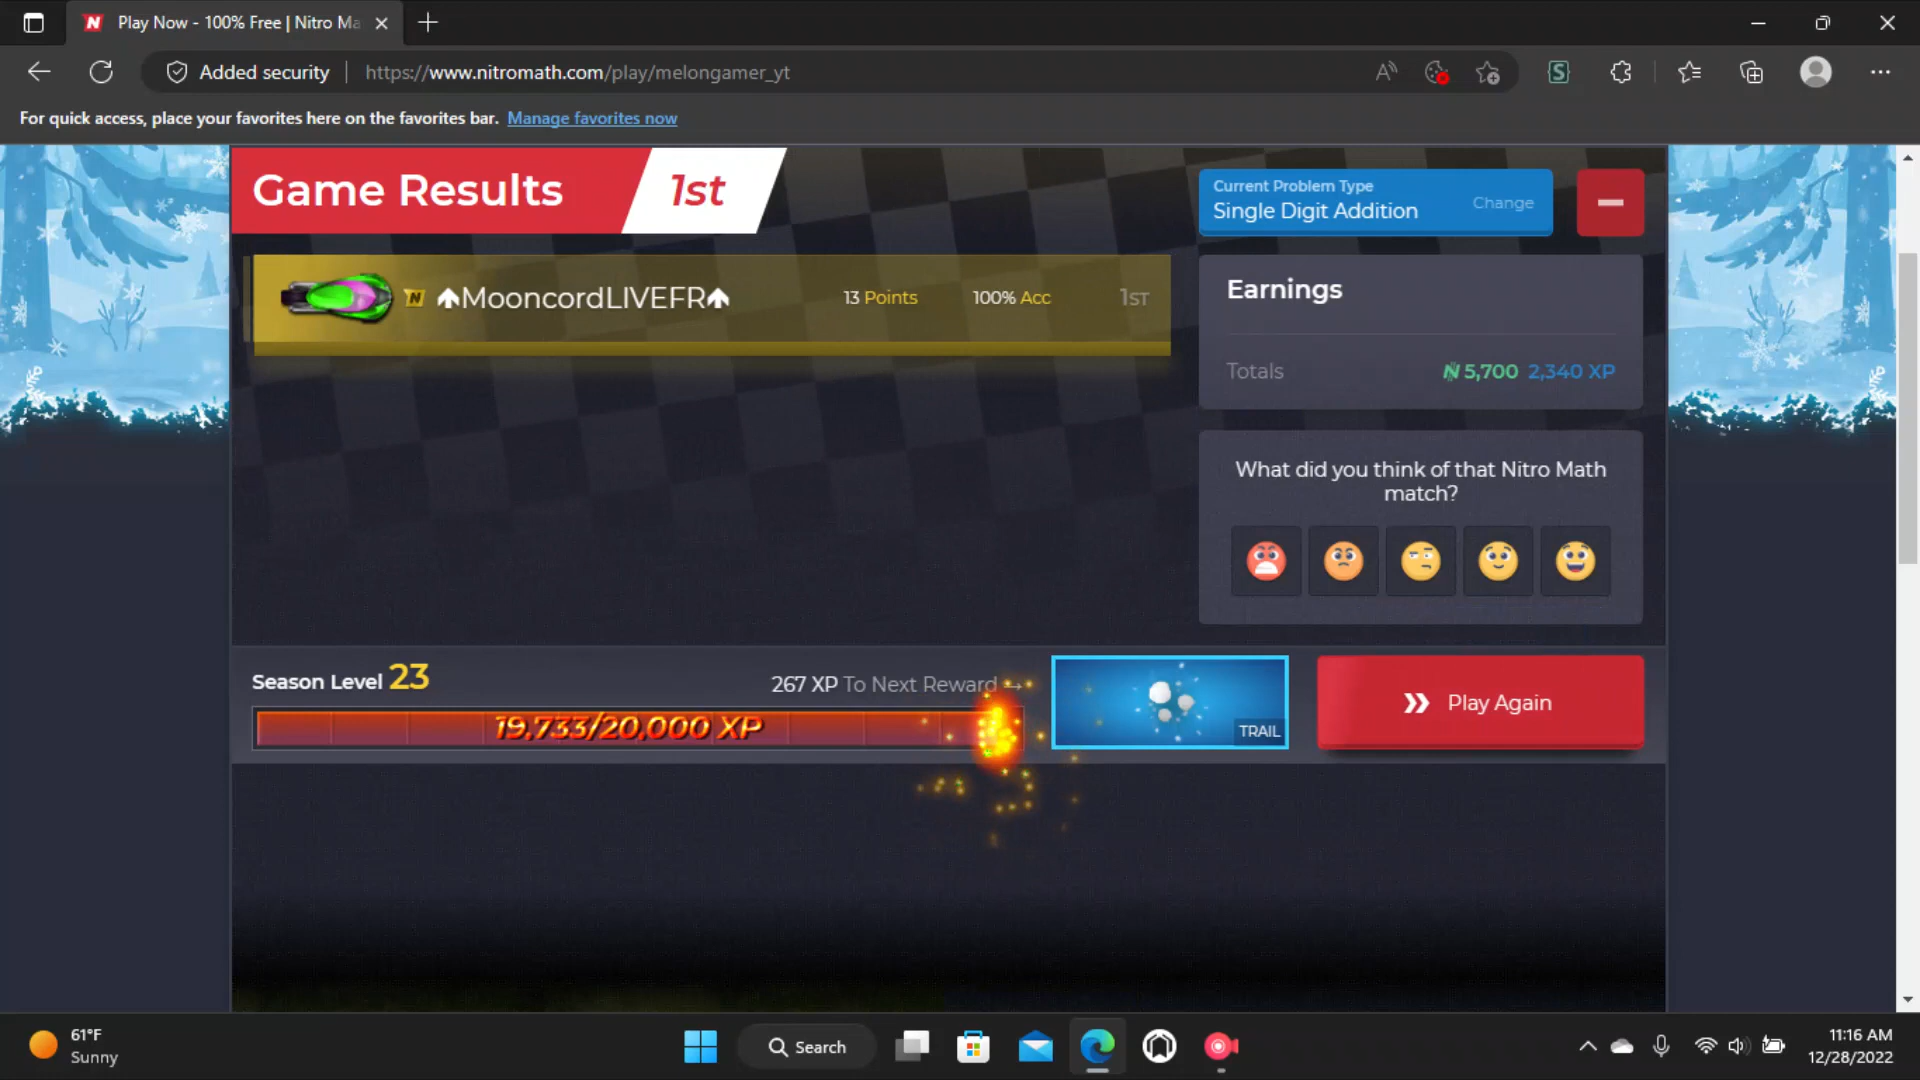 Play Now - 100% Free | Nitro Ma
Added security
https://www.nitromath.com/play/melongamer_yt
For quick access, place your favorites here on the favorites bar. Manage favorites now
Game Results
1st
Current Problem Type
Single Digit Addition
Change
N
MooncordLIVEFR
13 Points
100% Acc
1ST
Earnings
Totals
N 5,700 2,340 XP
What did you think of that Nitro Math
match?
Season Level 23
267 XP To Next Reward →
19,733/20,000 XP
TRAIL
Play Again
61°F
Sunny
Search
11:16 AM
12/28/2022